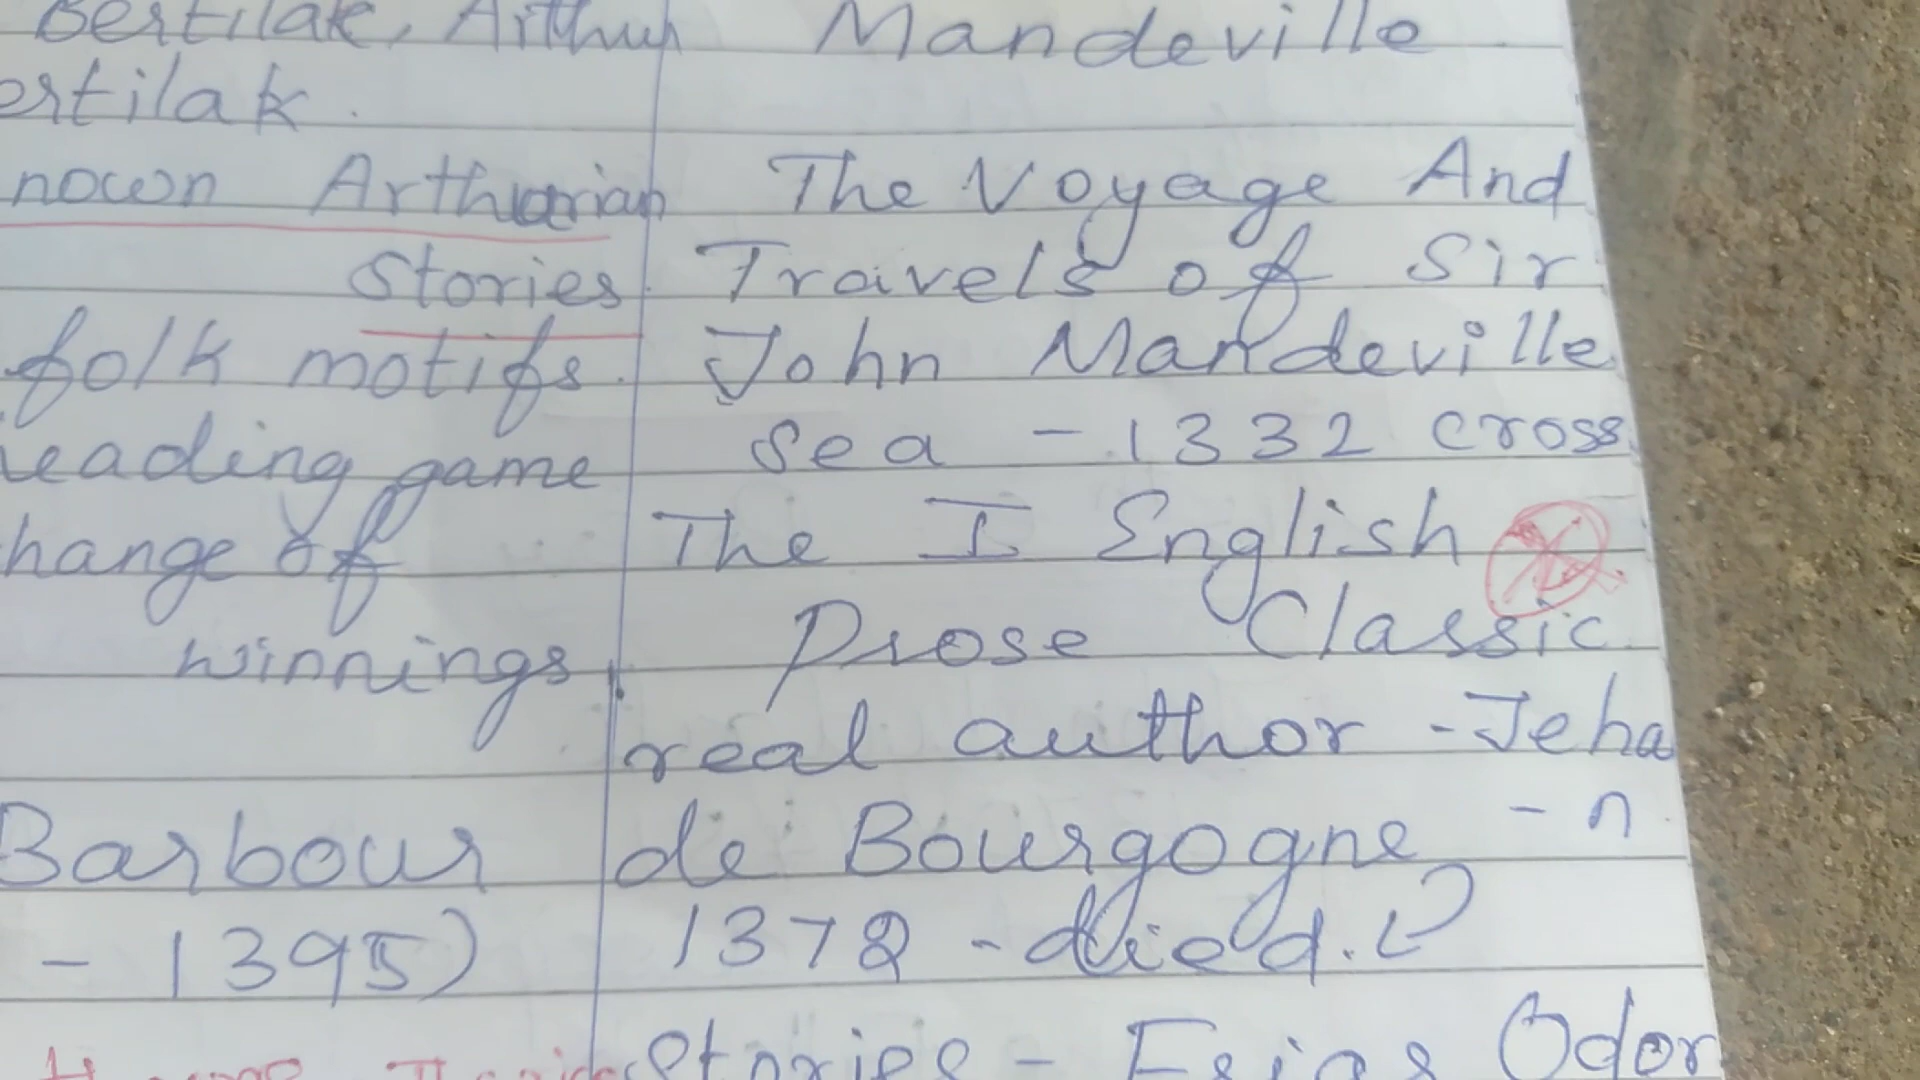 Bertilak, Arthur
ertilak.
nown Arthurian
Stories
folk motifs.
eading game
hange of
winnings.
Barbour
- 1395)
Mandeville
The Voyage And
Travels of Sir
John Mandeville
Sea - 1332 cross
The I English
Prose Classic
real author - Jeha
- n
de Bourgogne
1372 - died.
Stories - Frias Odor